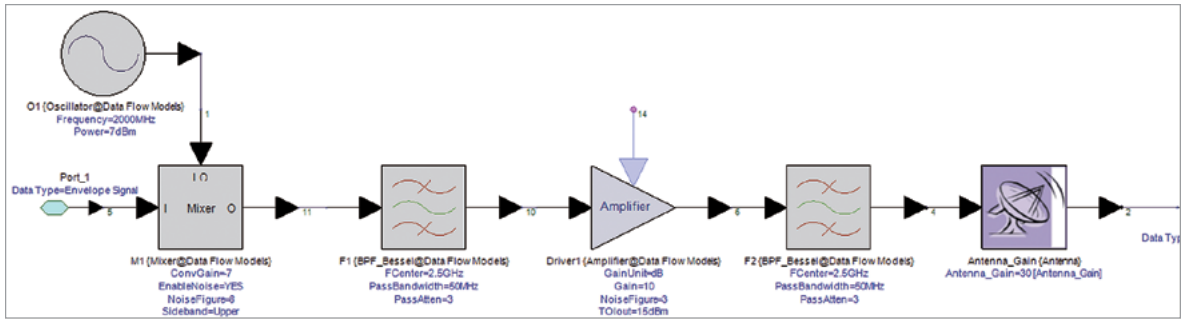 O1 {Oscillator@Data Flow Models}
Frequency=2000MHz
Power=7dBm
1
14
Port_1
Data Type=Envelope Signal
5
LO
I Mixer O
11
10
Amplifier
6
4
2
Data Typ
M1 {Mixer@Data Flow Models}
ConvGain=-7
EnableNoise=YES
NoiseFigure=8
Sideband=Upper
F1 {BPF_Bessel@Data Flow Models}
FCenter=2.5GHz
PassBandwidth=50MHz
PassAtten=3
Driver1 {Amplifier@Data Flow Models}
GainUnit=dB
Gain=10
NoiseFigure=3
TOIout=15dBm
F2 {BPF_Bessel@Data Flow Models}
FCenter=2.5GHz
PassBandwidth=50MHz
PassAtten=3
Antenna_Gain {Antenna}
Antenna_Gain=30 [Antenna_Gain]